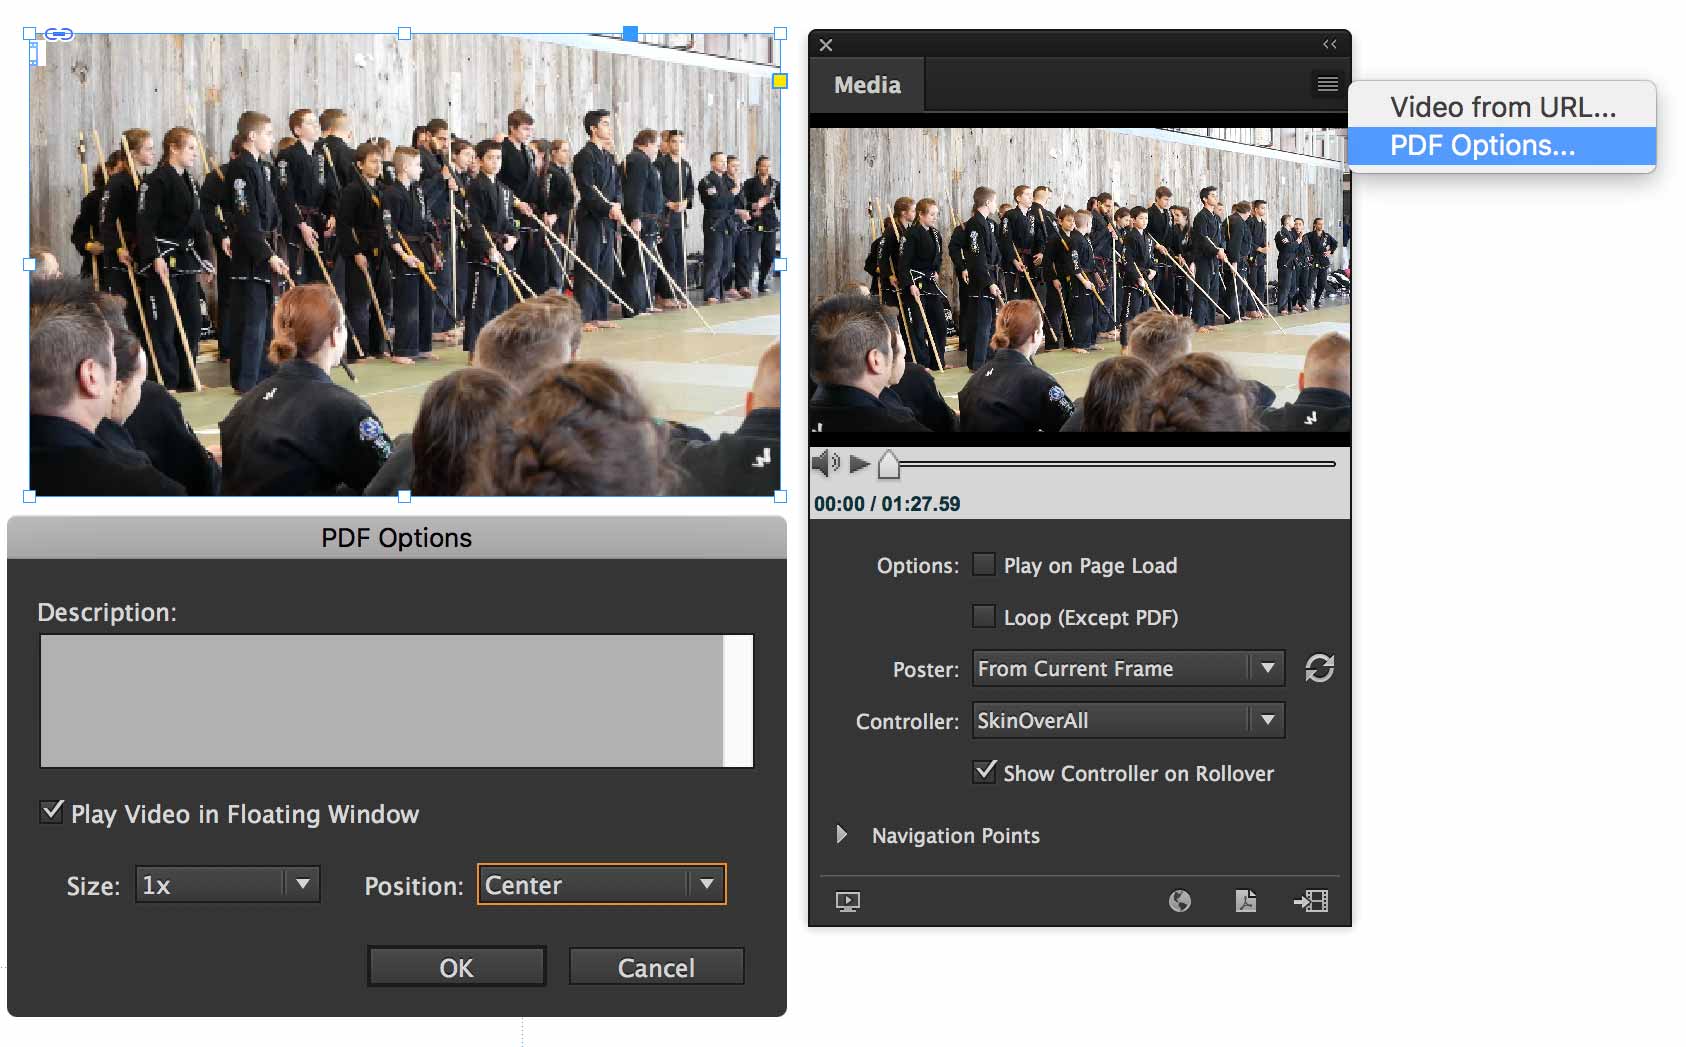 Media
Video from URL...
PDF Options...
00:00 / 01:27.59
Options: Play on Page Load
Loop (Except PDF)
Poster: From Current Frame
Controller: SkinOverAll
Show Controller on Rollover
Navigation Points
PDF Options
Description:
Play Video in Floating Window
Size: 1x Position: Center
OK Cancel